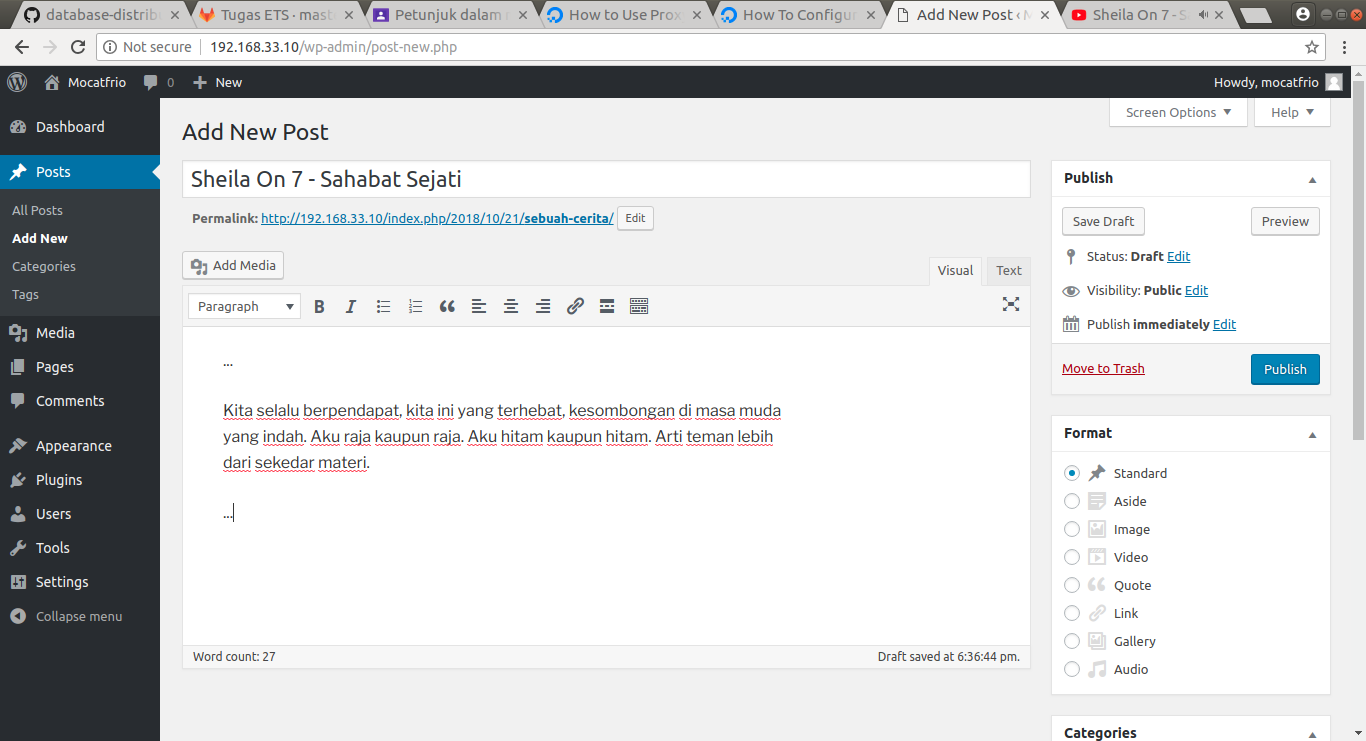 database-distrib
Tugas ETS · mast
Petunjuk dalam
How to Use Prox
How To Configur
Add New Post ‹ M
Sheila On 7 - S
Not secure
192.168.33.10/wp-admin/post-new.php
Mocatfrio
0
New
Howdy, mocatfrio
Screen Options
Help
Dashboard
Posts
All Posts
Add New
Categories
Tags
Media
Pages
Comments
Appearance
Plugins
Users
Tools
Settings
Collapse menu
Add New Post
Sheila On 7 - Sahabat Sejati
Permalink: http://192.168.33.10/index.php/2018/10/21/sebuah-cerita/ Edit
Add Media
Visual
Text
Paragraph
B
I
...
Kita selalu berpendapat, kita ini yang terhebat, kesombongan di masa muda
yang indah. Aku raja kaupun raja. Aku hitam kaupun hitam. Arti teman lebih
dari sekedar materi.
...
Word count: 27
Draft saved at 6:36:44 pm.
Publish
Save Draft
Preview
Status: Draft Edit
Visibility: Public Edit
Publish immediately Edit
Move to Trash
Publish
Format
Standard
Aside
Image
Video
Quote
Link
Gallery
Audio
Categories